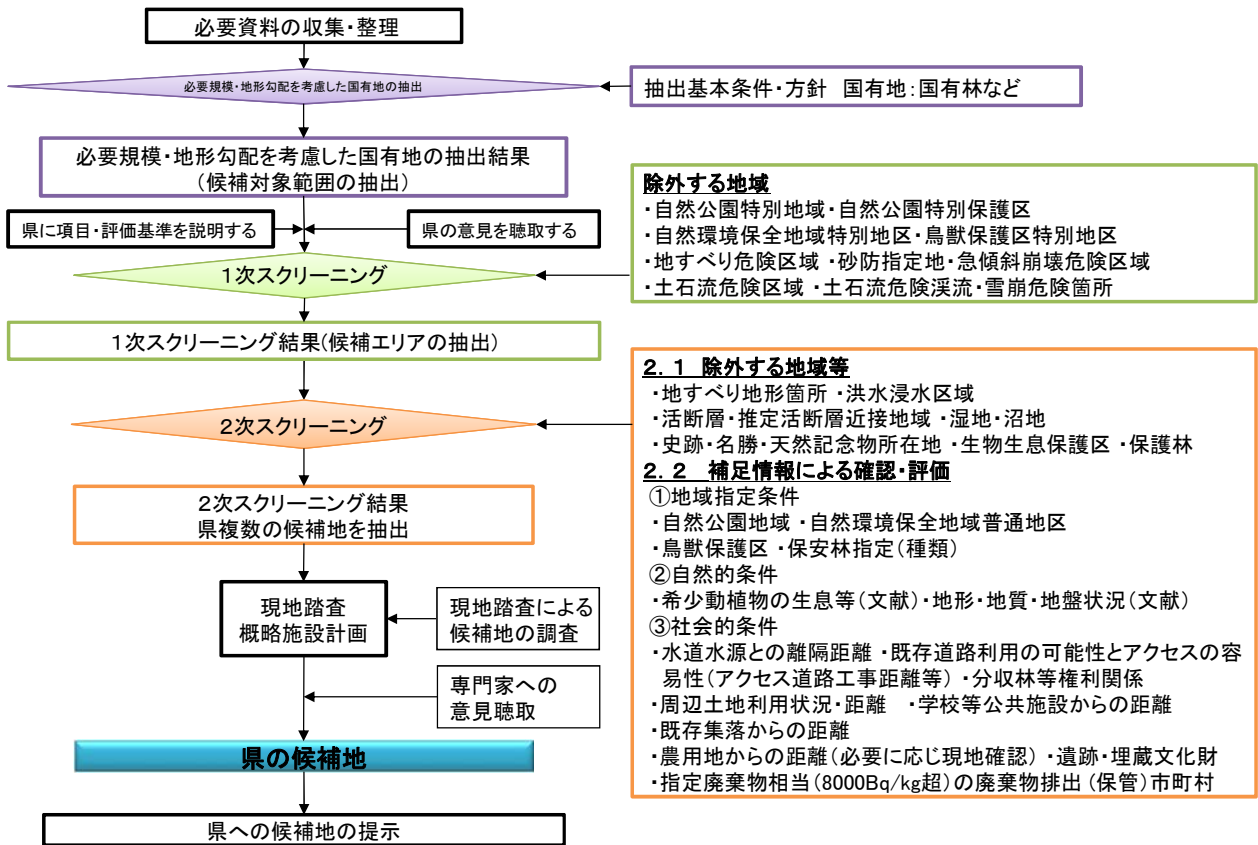 必要資料の収集・整理
必要規模・地形勾配を考慮した国有地の抽出
抽出基本条件・方針　国有地：国有林など
必要規模・地形勾配を考慮した国有地の抽出結果
（候補対象範囲の抽出）
県に項目・評価基準を説明する
県の意見を聴取する
1次スクリーニング
除外する地域
・自然公園特別地域・自然公園特別保護区
・自然環境保全地域特別地区・鳥獣保護区特別地区
・地すべり危険区域 ・砂防指定地・急傾斜崩壊危険区域
・土石流危険区域 ・土石流危険渓流・雪崩危険箇所
1次スクリーニング結果（候補エリアの抽出）
2次スクリーニング
2．1　除外する地域等
・地すべり地形箇所 ・洪水浸水区域
・活断層・推定活断層近接地域 ・湿地・沼地
・史跡・名勝・天然記念物所在地 ・生物生息保護区 ・保護林
2．2　補足情報による確認・評価
①地域指定条件
・自然公園地域 ・自然環境保全地域普通地区
・鳥獣保護区 ・保安林指定（種類）
②自然的条件
・希少動植物の生息等（文献）・地形・地質・地盤状況（文献）
③社会的条件
・水道水源との離隔距離 ・既存道路利用の可能性とアクセスの容
易性（アクセス道路工事距離等） ・分収林等権利関係
・周辺土地利用状況・距離　・学校等公共施設からの距離
・既存集落からの距離
・農用地からの距離（必要に応じ現地確認） ・遺跡・埋蔵文化財
・指定廃棄物相当（8000Bq/kg超）の廃棄物排出（保管）市町村
2次スクリーニング結果
県複数の候補地を抽出
現地踏査
概略施設計画
現地踏査による
候補地の調査
専門家への
意見聴取
県の候補地
県への候補地の提示